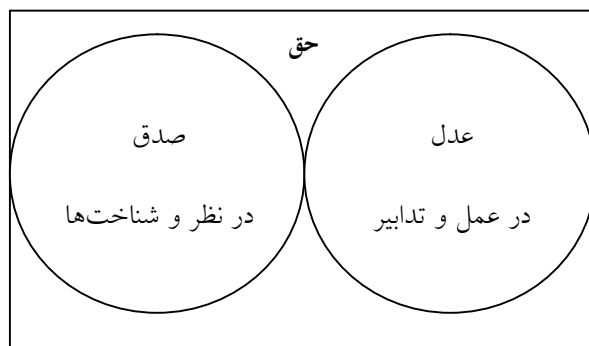 حق
عدل
در عمل و تدابیر
صدق
در نظر و شناخت‌ها